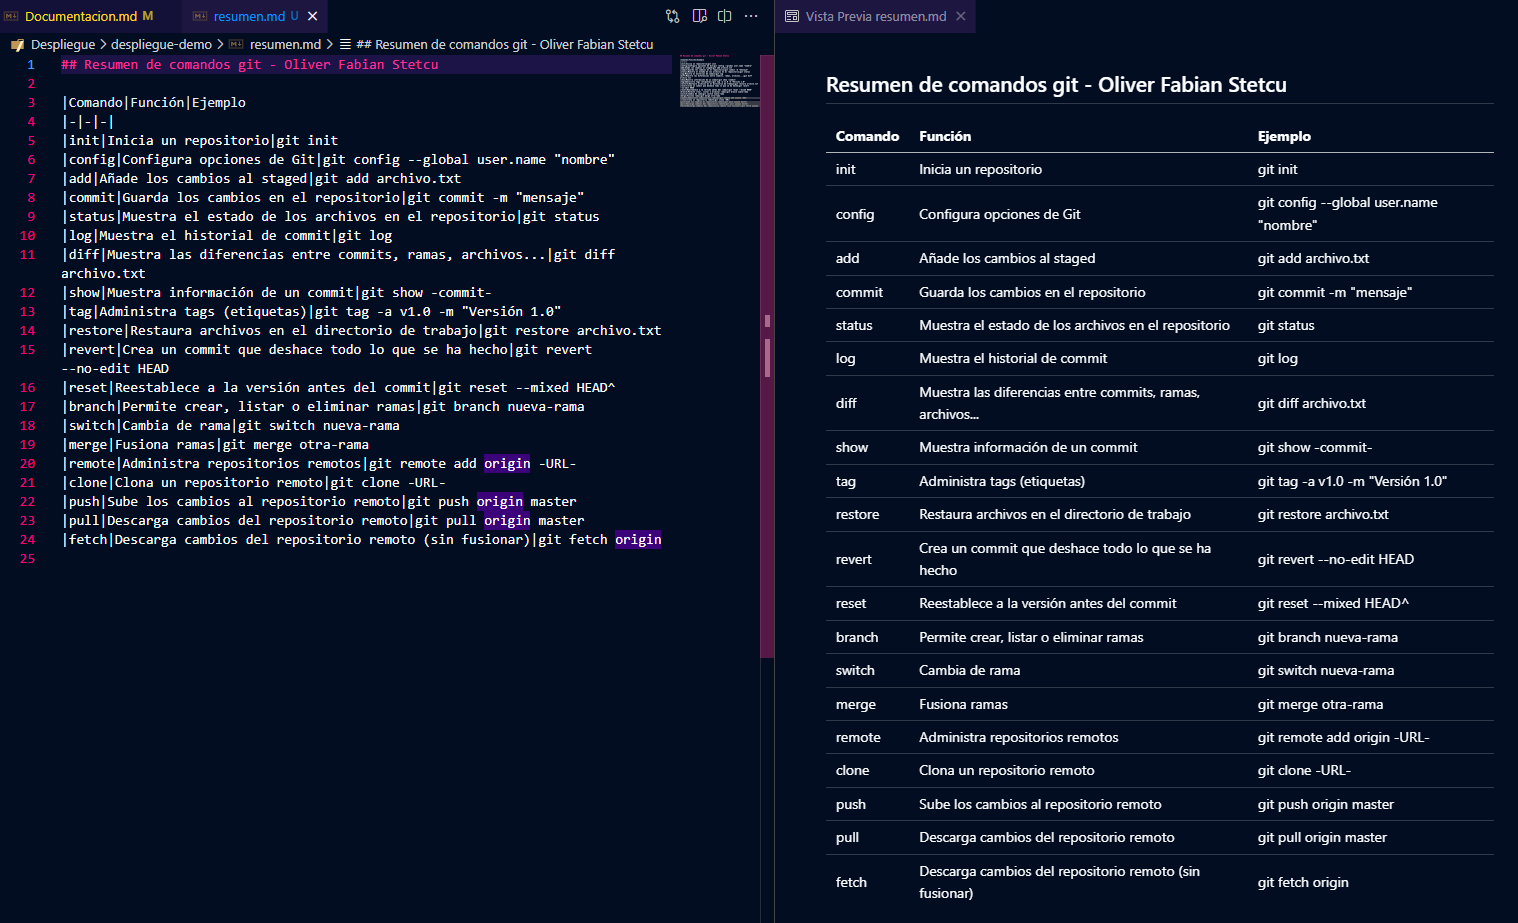 Documentacion.md M
resumen.md U
Despliegue > despliegue-demo > resumen.md > ## Resumen de comandos git - Oliver Fabian Stetcu
1 ## Resumen de comandos git - Oliver Fabian Stetcu
2
3 |Comando|Función|Ejemplo
4 |-|-|-|
5 |init|Inicia un repositorio|git init
6 |config|Configura opciones de Git|git config --global user.name "nombre"
7 |add|Añade los cambios al staged|git add archivo.txt
8 |commit|Guarda los cambios en el repositorio|git commit -m "mensaje"
9 |status|Muestra el estado de los archivos en el repositorio|git status
10 |log|Muestra el historial de commit|git log
11 |diff|Muestra las diferencias entre commits, ramas, archivos...|git diff
archivo.txt
12 |show|Muestra información de un commit|git show -commit-
13 |tag|Administra tags (etiquetas)|git tag -a v1.0 -m "Versión 1.0"
14 |restore|Restaura archivos en el directorio de trabajo|git restore archivo.txt
15 |revert|Crea un commit que deshace todo lo que se ha hecho|git revert
--no-edit HEAD
16 |reset|Reestablece a la versión antes del commit|git reset --mixed HEAD^
17 |branch|Permite crear, listar o eliminar ramas|git branch nueva-rama
18 |switch|Cambia de rama|git switch nueva-rama
19 |merge|Fusiona ramas|git merge otra-rama
20 |remote|Administra repositorios remotos|git remote add origin -URL-
21 |clone|Clona un repositorio remoto|git clone -URL-
22 |push|Sube los cambios al repositorio remoto|git push origin master
23 |pull|Descarga cambios del repositorio remoto|git pull origin master
24 |fetch|Descarga cambios del repositorio remoto (sin fusionar)|git fetch origin
25
Vista Previa resumen.md
Resumen de comandos git - Oliver Fabian Stetcu
Comando Función Ejemplo
init Inicia un repositorio git init
config Configura opciones de Git git config --global user.name
"nombre"
add Añade los cambios al staged git add archivo.txt
commit Guarda los cambios en el repositorio git commit -m "mensaje"
status Muestra el estado de los archivos en el repositorio git status
log Muestra el historial de commit git log
diff Muestra las diferencias entre commits, ramas,
archivos... git diff archivo.txt
show Muestra información de un commit git show -commit-
tag Administra tags (etiquetas) git tag -a v1.0 -m "Versión 1.0"
restore Restaura archivos en el directorio de trabajo git restore archivo.txt
revert Crea un commit que deshace todo lo que se ha
hecho git revert --no-edit HEAD
reset Reestablece a la versión antes del commit git reset --mixed HEAD^
branch Permite crear, listar o eliminar ramas git branch nueva-rama
switch Cambia de rama git switch nueva-rama
merge Fusiona ramas git merge otra-rama
remote Administra repositorios remotos git remote add origin -URL-
clone Clona un repositorio remoto git clone -URL-
push Sube los cambios al repositorio remoto git push origin master
pull Descarga cambios del repositorio remoto git pull origin master
fetch Descarga cambios del repositorio remoto (sin
fusionar) git fetch origin